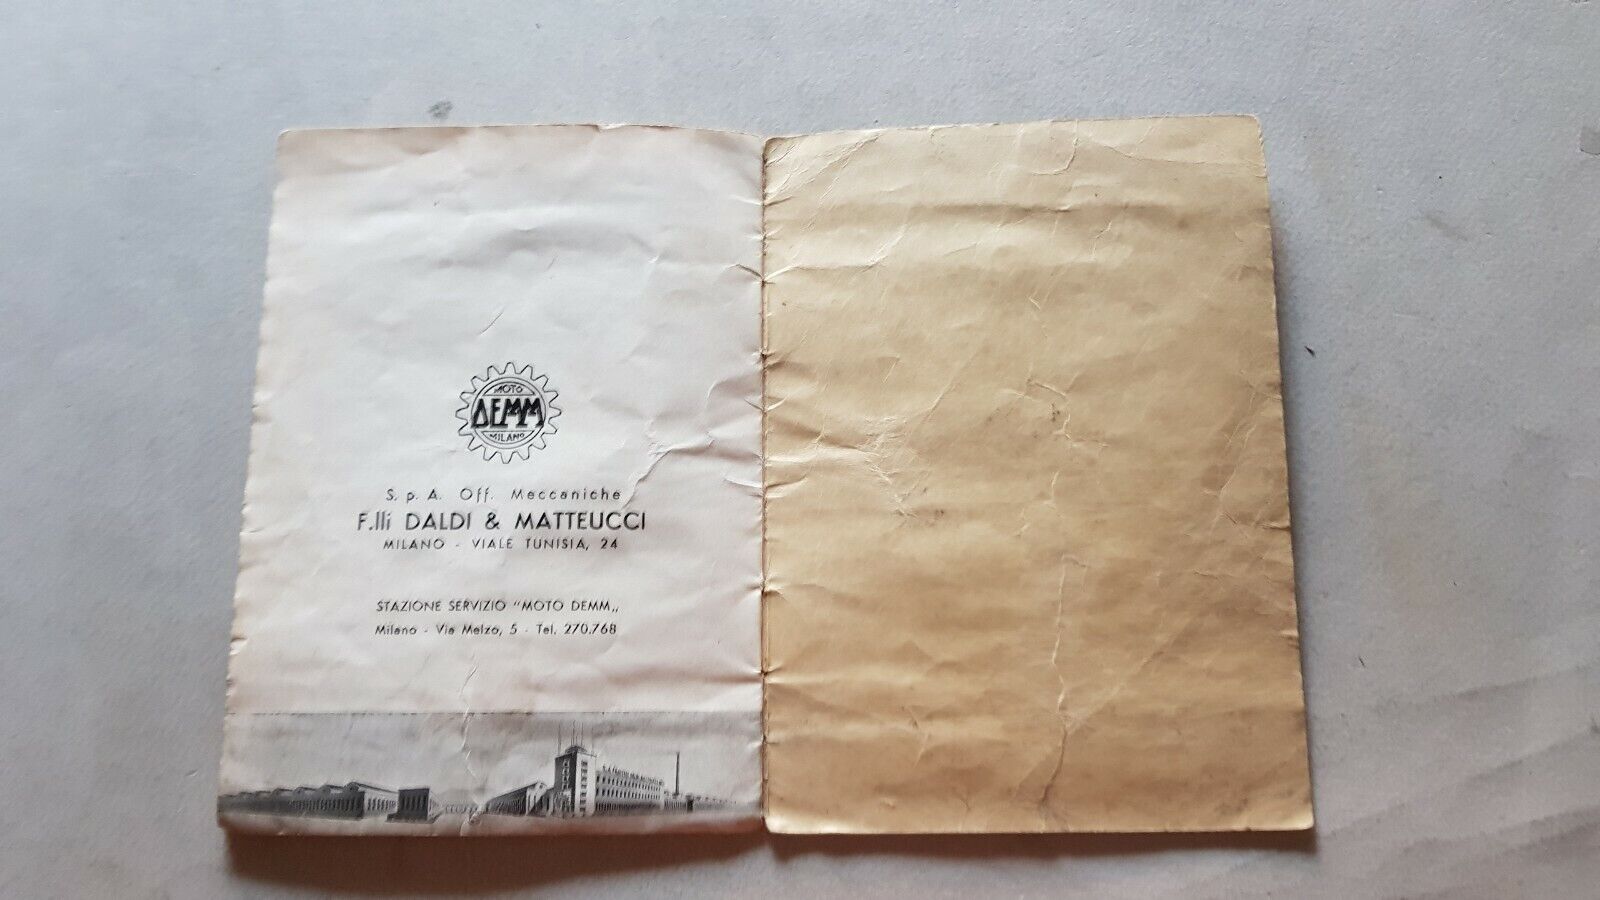 MOTO
DEMM
MILANO
S. p. A. Off. Meccaniche
F.lli DALDI & MATTEUCCI
MILANO - VIALE TUNISIA, 24
STAZIONE SERVIZIO "MOTO DEMM„
Milano - Via Melzo, 5 - Tel. 270.768